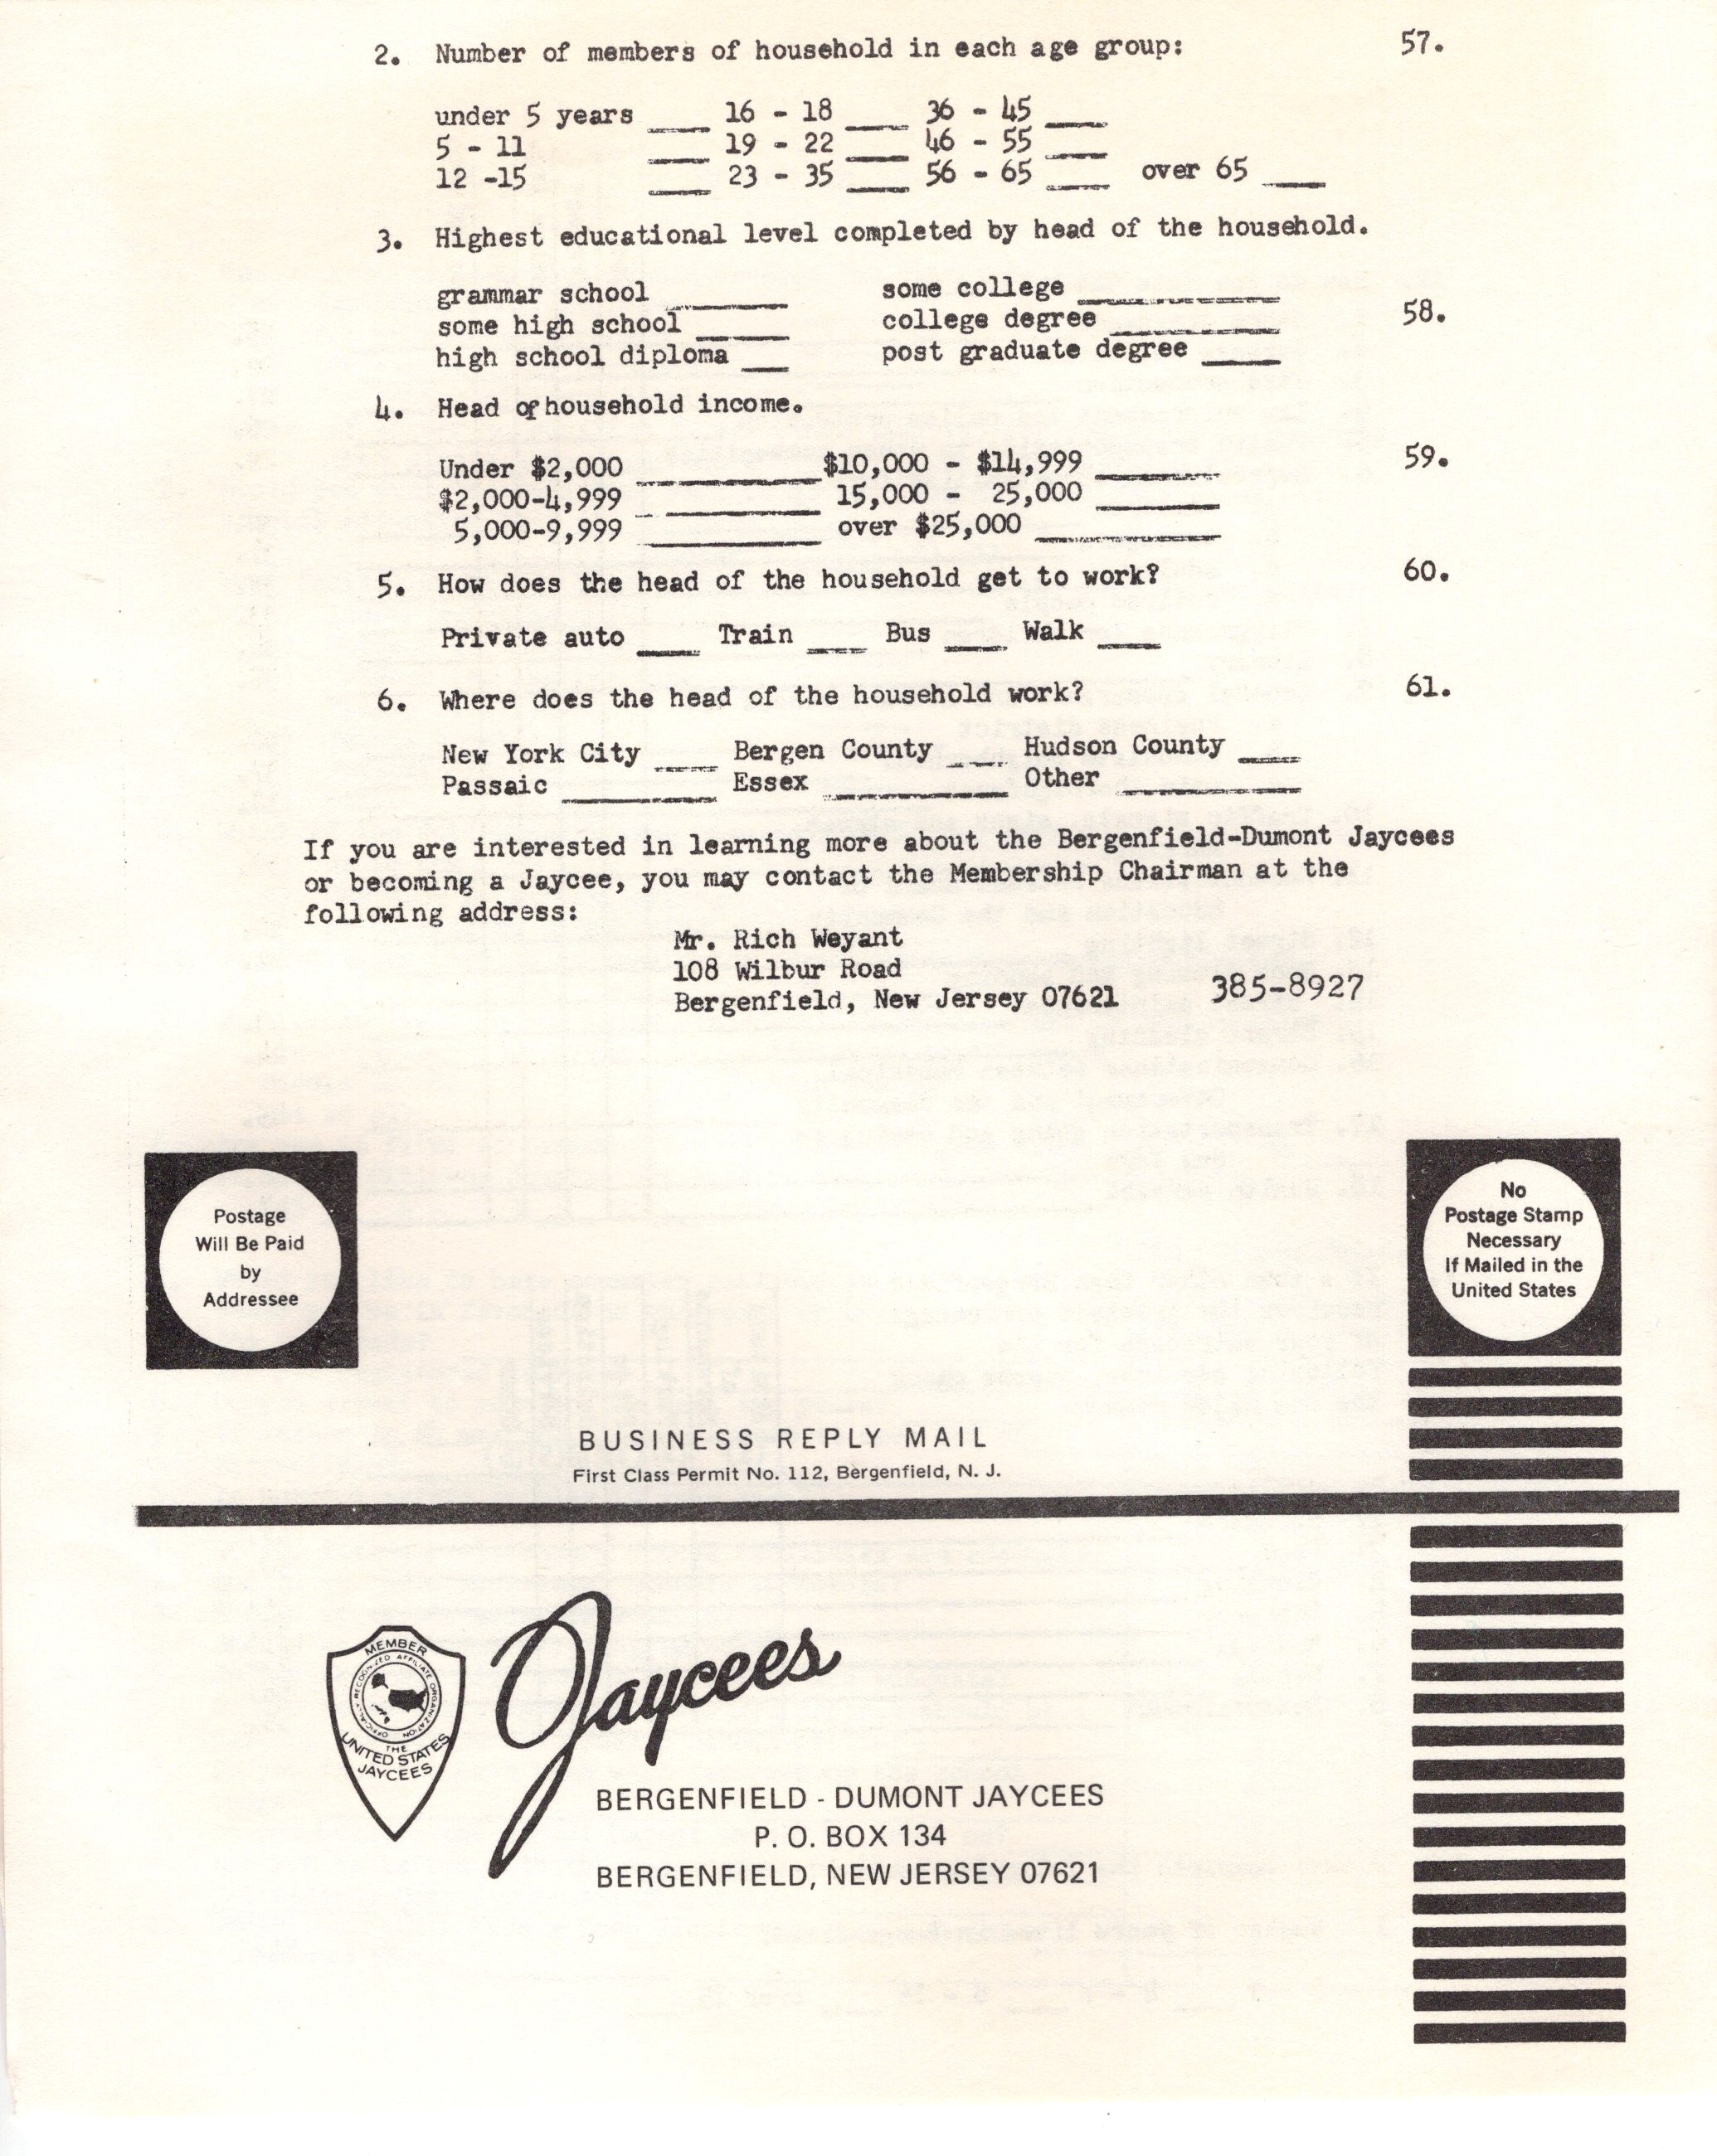 2. Number of members of household in each age group: 57.
under 5 years ___ 16 - 18 ___ 36 - 45 ___
5 - 11 ___ 19 - 22 ___ 46 - 55 ___
12 -15 ___ 23 - 35 ___ 56 - 65 ___ over 65 ___
3. Highest educational level completed by head of the household.
grammar school ___ some college ___
some high school ___ college degree ___ 58.
high school diploma ___ post graduate degree ___
4. Head of household income.
Under $2,000 ___ $10,000 - $14,999 ___ 59.
$2,000-4,999 ___ 15,000 - 25,000 ___
5,000-9,999 ___ over $25,000 ___
5. How does the head of the household get to work? 60.
Private auto ___ Train ___ Bus ___ Walk ___
6. Where does the head of the household work? 61.
New York City ___ Bergen County ___ Hudson County ___
Passaic ___ Essex ___ Other ___
If you are interested in learning more about the Bergenfield-Dumont Jaycees
or becoming a Jaycee, you may contact the Membership Chairman at the
following address:
Mr. Rich Weyant
108 Wilbur Road
Bergenfield, New Jersey 07621 385-8927
Postage
Will Be Paid
by
Addressee
No
Postage Stamp
Necessary
If Mailed in the
United States
BUSINESS REPLY MAIL
First Class Permit No. 112, Bergenfield, N. J.
MEMBER
OFFICIALLY RECOGNIZED AFFILIATE ORGANIZATION
THE
UNITED STATES
JAYCEES
Jaycees
BERGENFIELD - DUMONT JAYCEES
P. O. BOX 134
BERGENFIELD, NEW JERSEY 07621